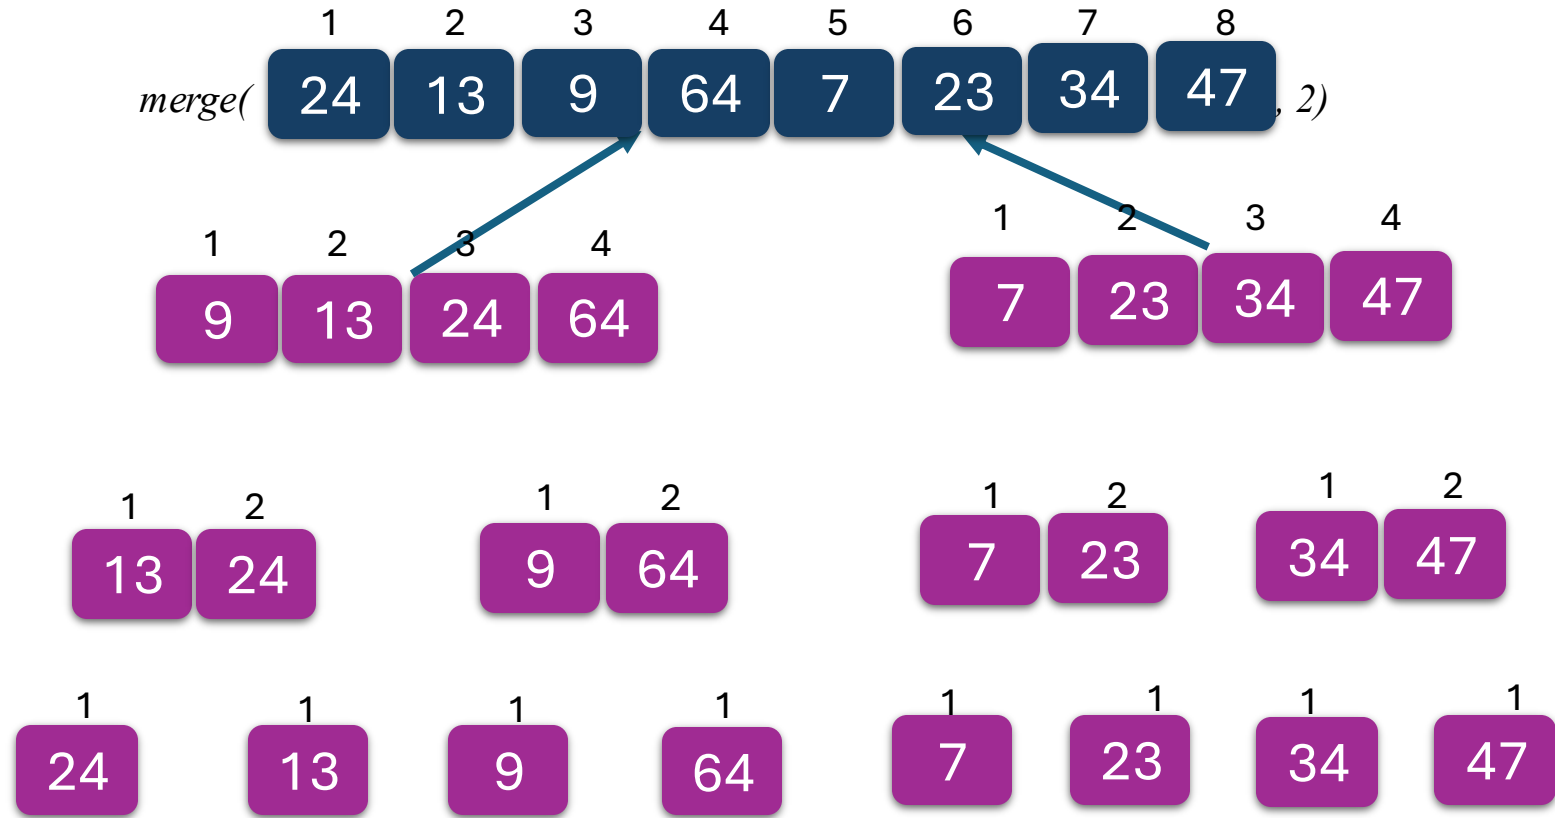 1 2 3 4 5 6 7 8
merge( 24 13 9 64 7 23 34 47 , 2)
1 2 3 4 1 2 3 4
9 13 24 64 7 23 34 47
1 2 1 2 1 2 1 2
13 24 9 64 7 23 34 47
1 1 1 1 1 1 1 1
24 13 9 64 7 23 34 47